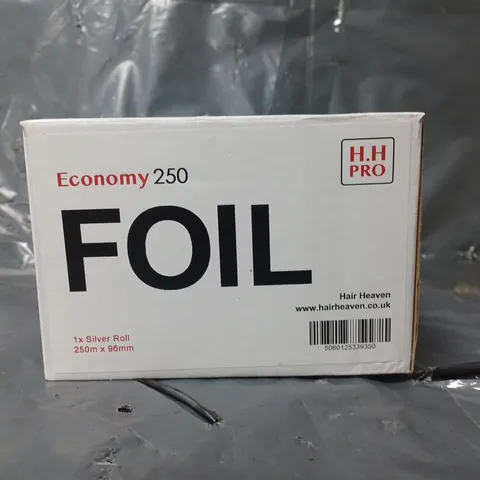 H.H
PRO
Economy 250
FOIL
Hair Heaven
www.hairheaven.co.uk
1x Silver Roll
250m x 96mm
5060125339350